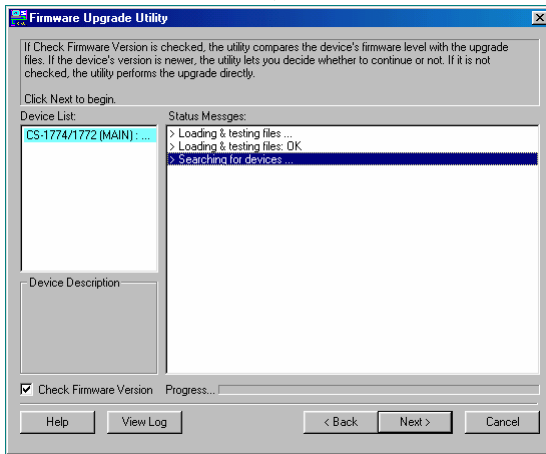 Firmware Upgrade Utility
If Check Firmware Version is checked, the utility compares the device's firmware level with the upgrade
files. If the device's version is newer, the utility lets you decide whether to continue or not. If it is not
checked, the utility performs the upgrade directly.
Click Next to begin.
Device List:
Status Messges:
CS-1774/1772 (MAIN) : ...
> Loading & testing files ...
> Loading & testing files: OK
> Searching for devices ...
Device Description
Check Firmware Version
Progress...
Help
View Log
< Back
Next >
Cancel